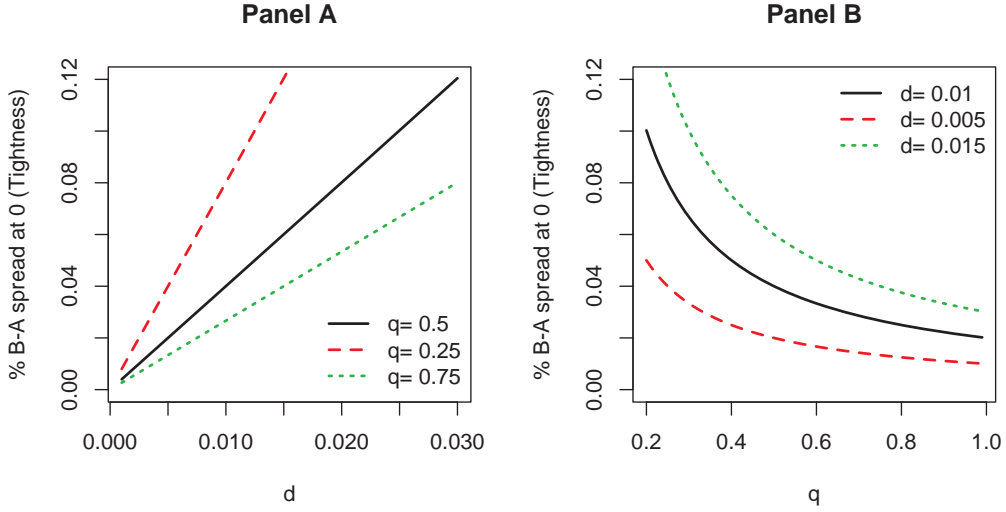 Panel A
% B-A spread at 0 (Tightness)
0.12
0.08
0.04
0.00
q= 0.5
q= 0.25
q= 0.75
0.000
0.010
0.020
0.030
d
Panel B
% B-A spread at 0 (Tightness)
0.12
0.08
0.04
0.00
d= 0.01
d= 0.005
d= 0.015
0.2
0.4
0.6
0.8
1.0
q